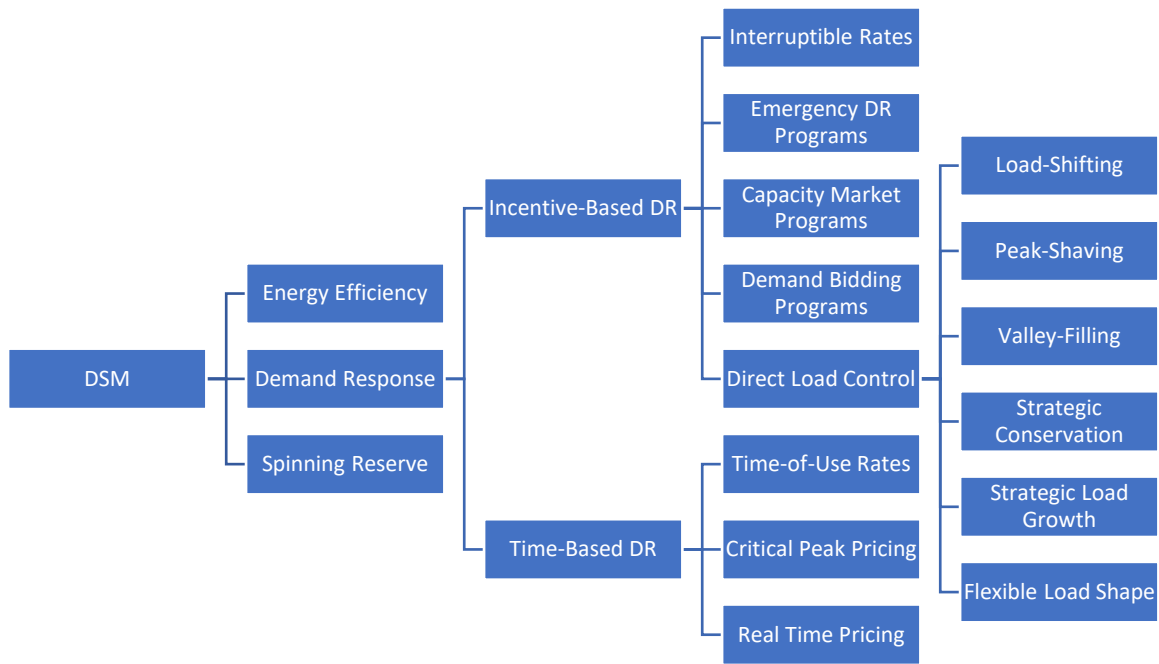 DSM
Energy Efficiency
Demand Response
Spinning Reserve
Incentive-Based DR
Time-Based DR
Interruptible Rates
Emergency DR
Programs
Capacity Market
Programs
Demand Bidding
Programs
Direct Load Control
Time-of-Use Rates
Critical Peak Pricing
Real Time Pricing
Load-Shifting
Peak-Shaving
Valley-Filling
Strategic
Conservation
Strategic Load
Growth
Flexible Load Shape